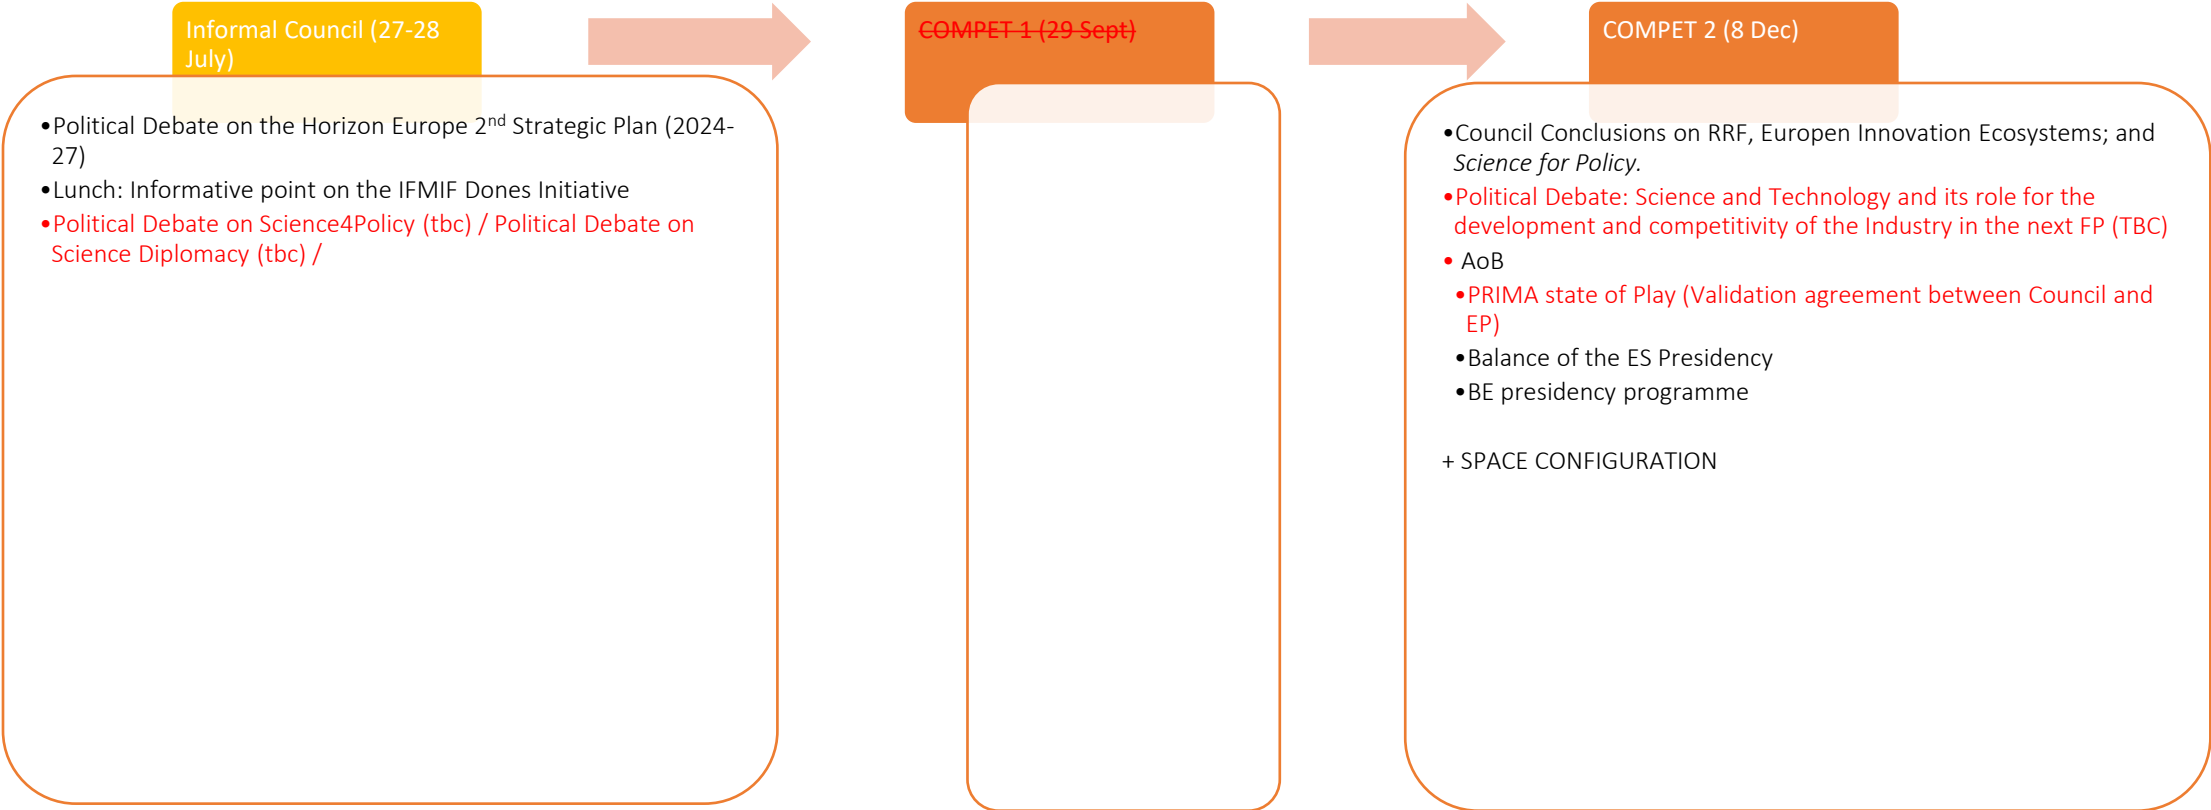 Informal Council (27-28
July)
•Political Debate on the Horizon Europe 2nd Strategic Plan (2024-
27)
•Lunch: Informative point on the IFMIF Dones Initiative
•Political Debate on Science4Policy (tbc) / Political Debate on
Science Diplomacy (tbc) /
COMPET 1 (29 Sept)
COMPET 2 (8 Dec)
•Council Conclusions on RRF, Europen Innovation Ecosystems; and
Science for Policy.
•Political Debate: Science and Technology and its role for the
development and competitivity of the Industry in the next FP (TBC)
• AoB
•PRIMA state of Play (Validation agreement between Council and
EP)
•Balance of the ES Presidency
•BE presidency programme
+ SPACE CONFIGURATION